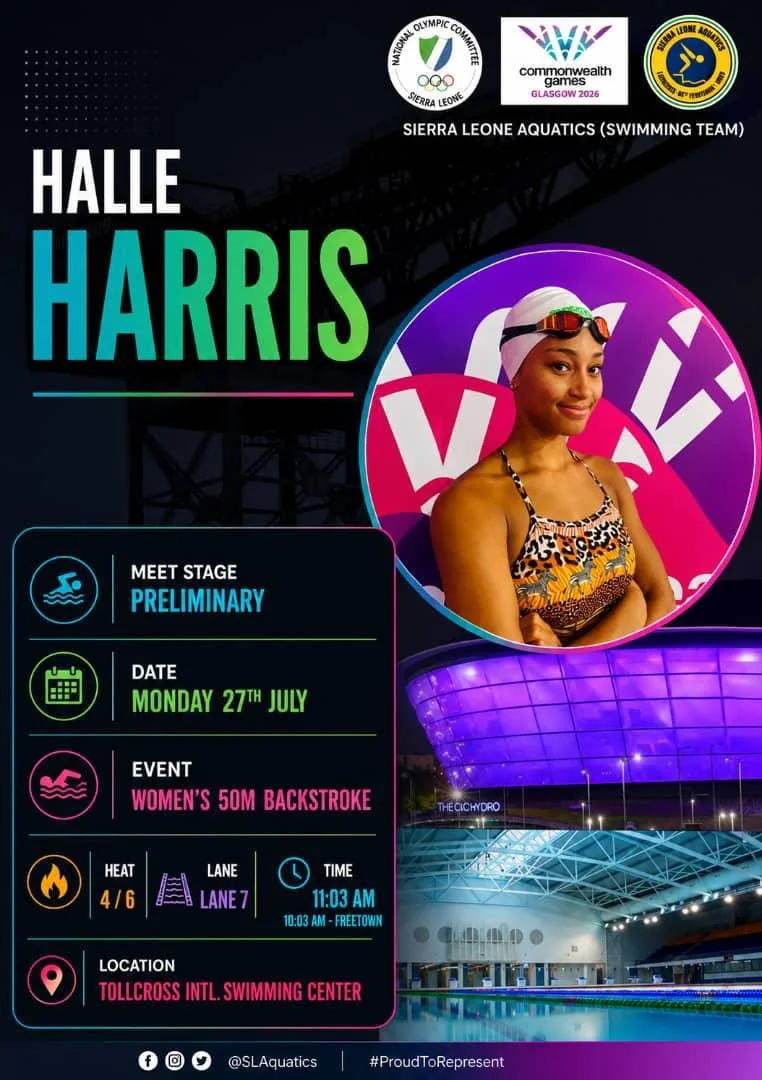 NATIONAL OLYMPIC COMMITTEE
SIERRA LEONE
commonwealth
games
GLASGOW 2026
SIERRA LEONE AQUATICS
SIERRA LEONE AQUATICS (SWIMMING TEAM)
HALLE
HARRIS
MEET STAGE
PRELIMINARY
DATE
MONDAY 27TH JULY
EVENT
WOMEN'S 50M BACKSTROKE
HEAT
4 / 6
LANE
LANE 7
TIME
11:03 AM
10:03 AM - FREETOWN
LOCATION
TOLLCROSS INTL. SWIMMING CENTER
THE OVO HYDRO
@SLAquatics
#ProudToRepresent